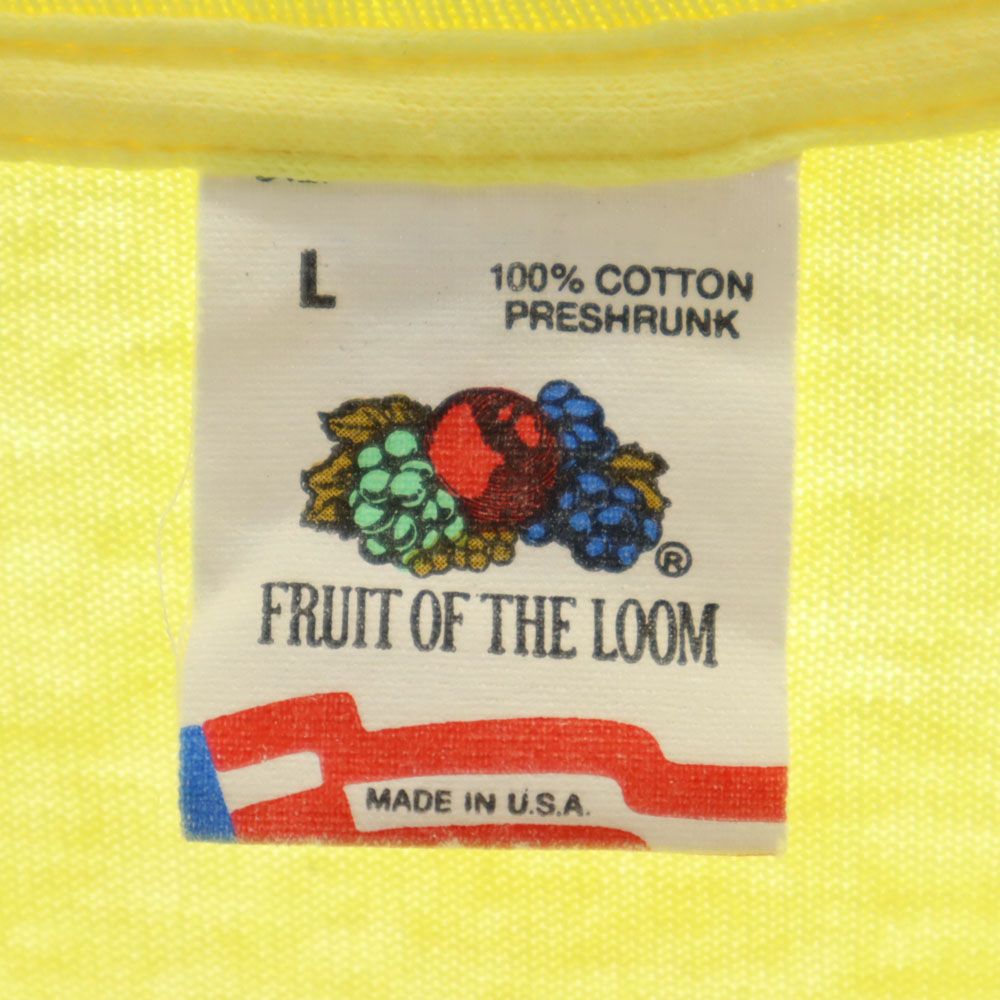 L
100% COTTON
PRESHRUNK
®
FRUIT OF THE LOOM
MADE IN U.S.A.